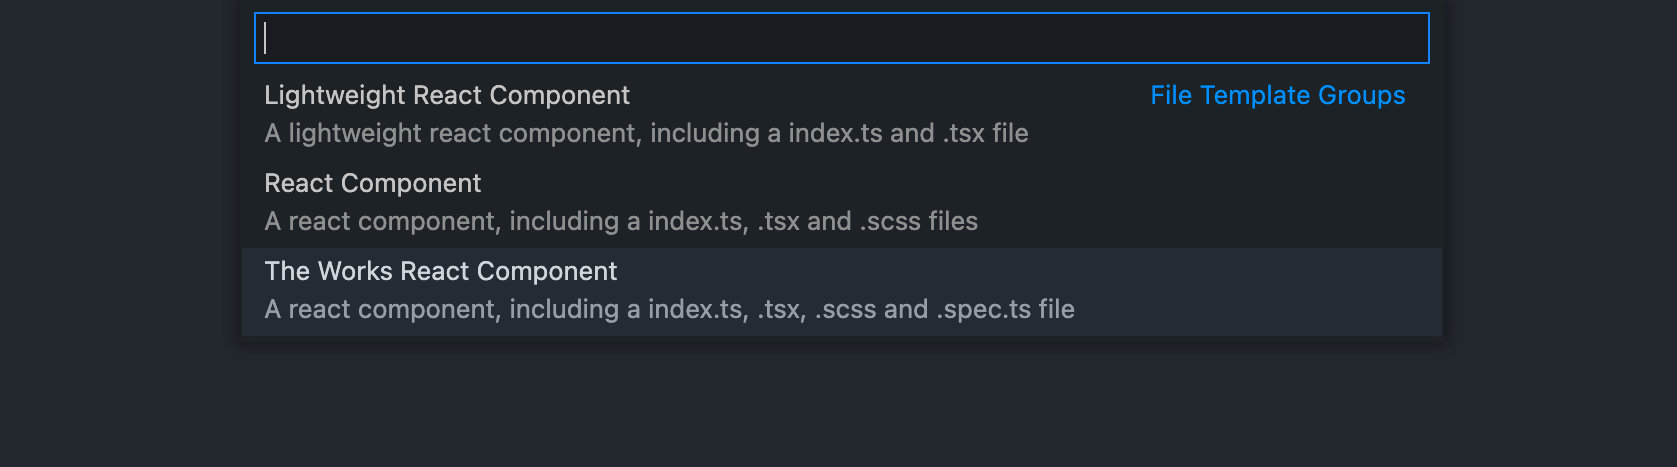 Lightweight React Component File Template Groups
A lightweight react component, including a index.ts and .tsx file
React Component
A react component, including a index.ts, .tsx and .scss files
The Works React Component
A react component, including a index.ts, .tsx, .scss and .spec.ts file